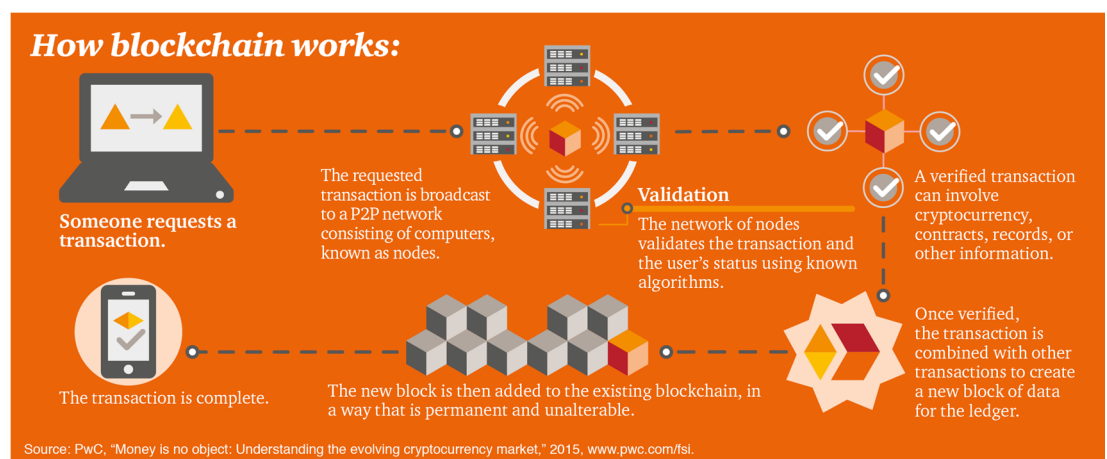 How blockchain works:
Someone requests a
transaction.
The requested
transaction is broadcast
to a P2P network
consisting of computers,
known as nodes.
Validation
The network of nodes
validates the transaction and
the user's status using known
algorithms.
A verified transaction
can involve
cryptocurrency,
contracts, records, or
other information.
Once verified,
the transaction is
combined with other
transactions to create
a new block of data
for the ledger.
The new block is then added to the existing blockchain, in
a way that is permanent and unalterable.
The transaction is complete.
Source: PwC, “Money is no object: Understanding the evolving cryptocurrency market,” 2015, www.pwc.com/fsi.